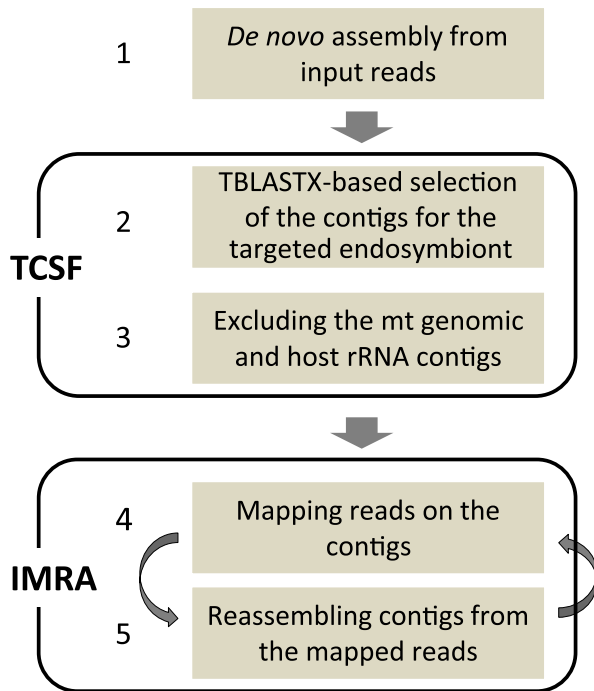 1
De novo assembly from
input reads
2
TBLASTX-based selection
of the contigs for the
targeted endosymbiont
TCSF
3
Excluding the mt genomic
and host rRNA contigs
4
Mapping reads on the
contigs
IMRA
5
Reassembling contigs from
the mapped reads